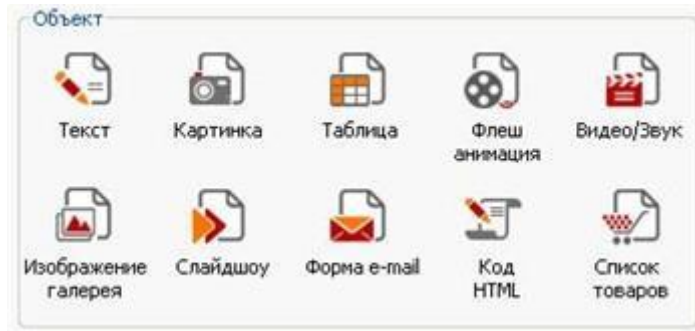 Объект
Текст Картинка Таблица Флеш Видео/Звук
анимация
Изображение Слайдшоу Форма e-mail Код Список
галерея HTML товаров